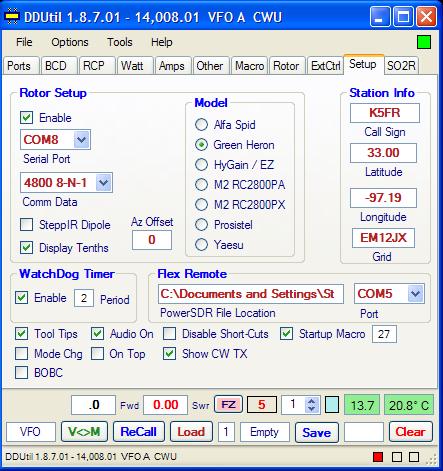 DDUtil 1.8.7.01 - 14,008.01 VFO A CWU
File Options Tools Help
Ports BCD RCP Watt Amps Other Macro Rotor ExtCtrl Setup SO2R
Rotor Setup
Enable
COM8
Serial Port
4800 8-N-1
Comm Data
SteppIR Dipole
Display Tenths
Az Offset
0
Model
Alfa Spid
Green Heron
HyGain / EZ
M2 RC2800PA
M2 RC2800PX
Prosistel
Yaesu
Station Info
K5FR
Call Sign
33.00
Latitude
-97.19
Longitude
EM12JX
Grid
WatchDog Timer
Enable 2 Period
Flex Remote
C:\Documents and Settings\St
PowerSDR File Location
COM5
Port
Tool Tips Audio On Disable Short-Cuts Startup Macro 27
Mode Chg On Top Show CW TX
BOBC
.0 Fwd 0.00 Swr FZ 5 1 13.7 20.8° C
VFO V<>M ReCall Load 1 Empty Save Clear
DDUtil 1.8.7.01 - 14,008.01 VFO A CWU